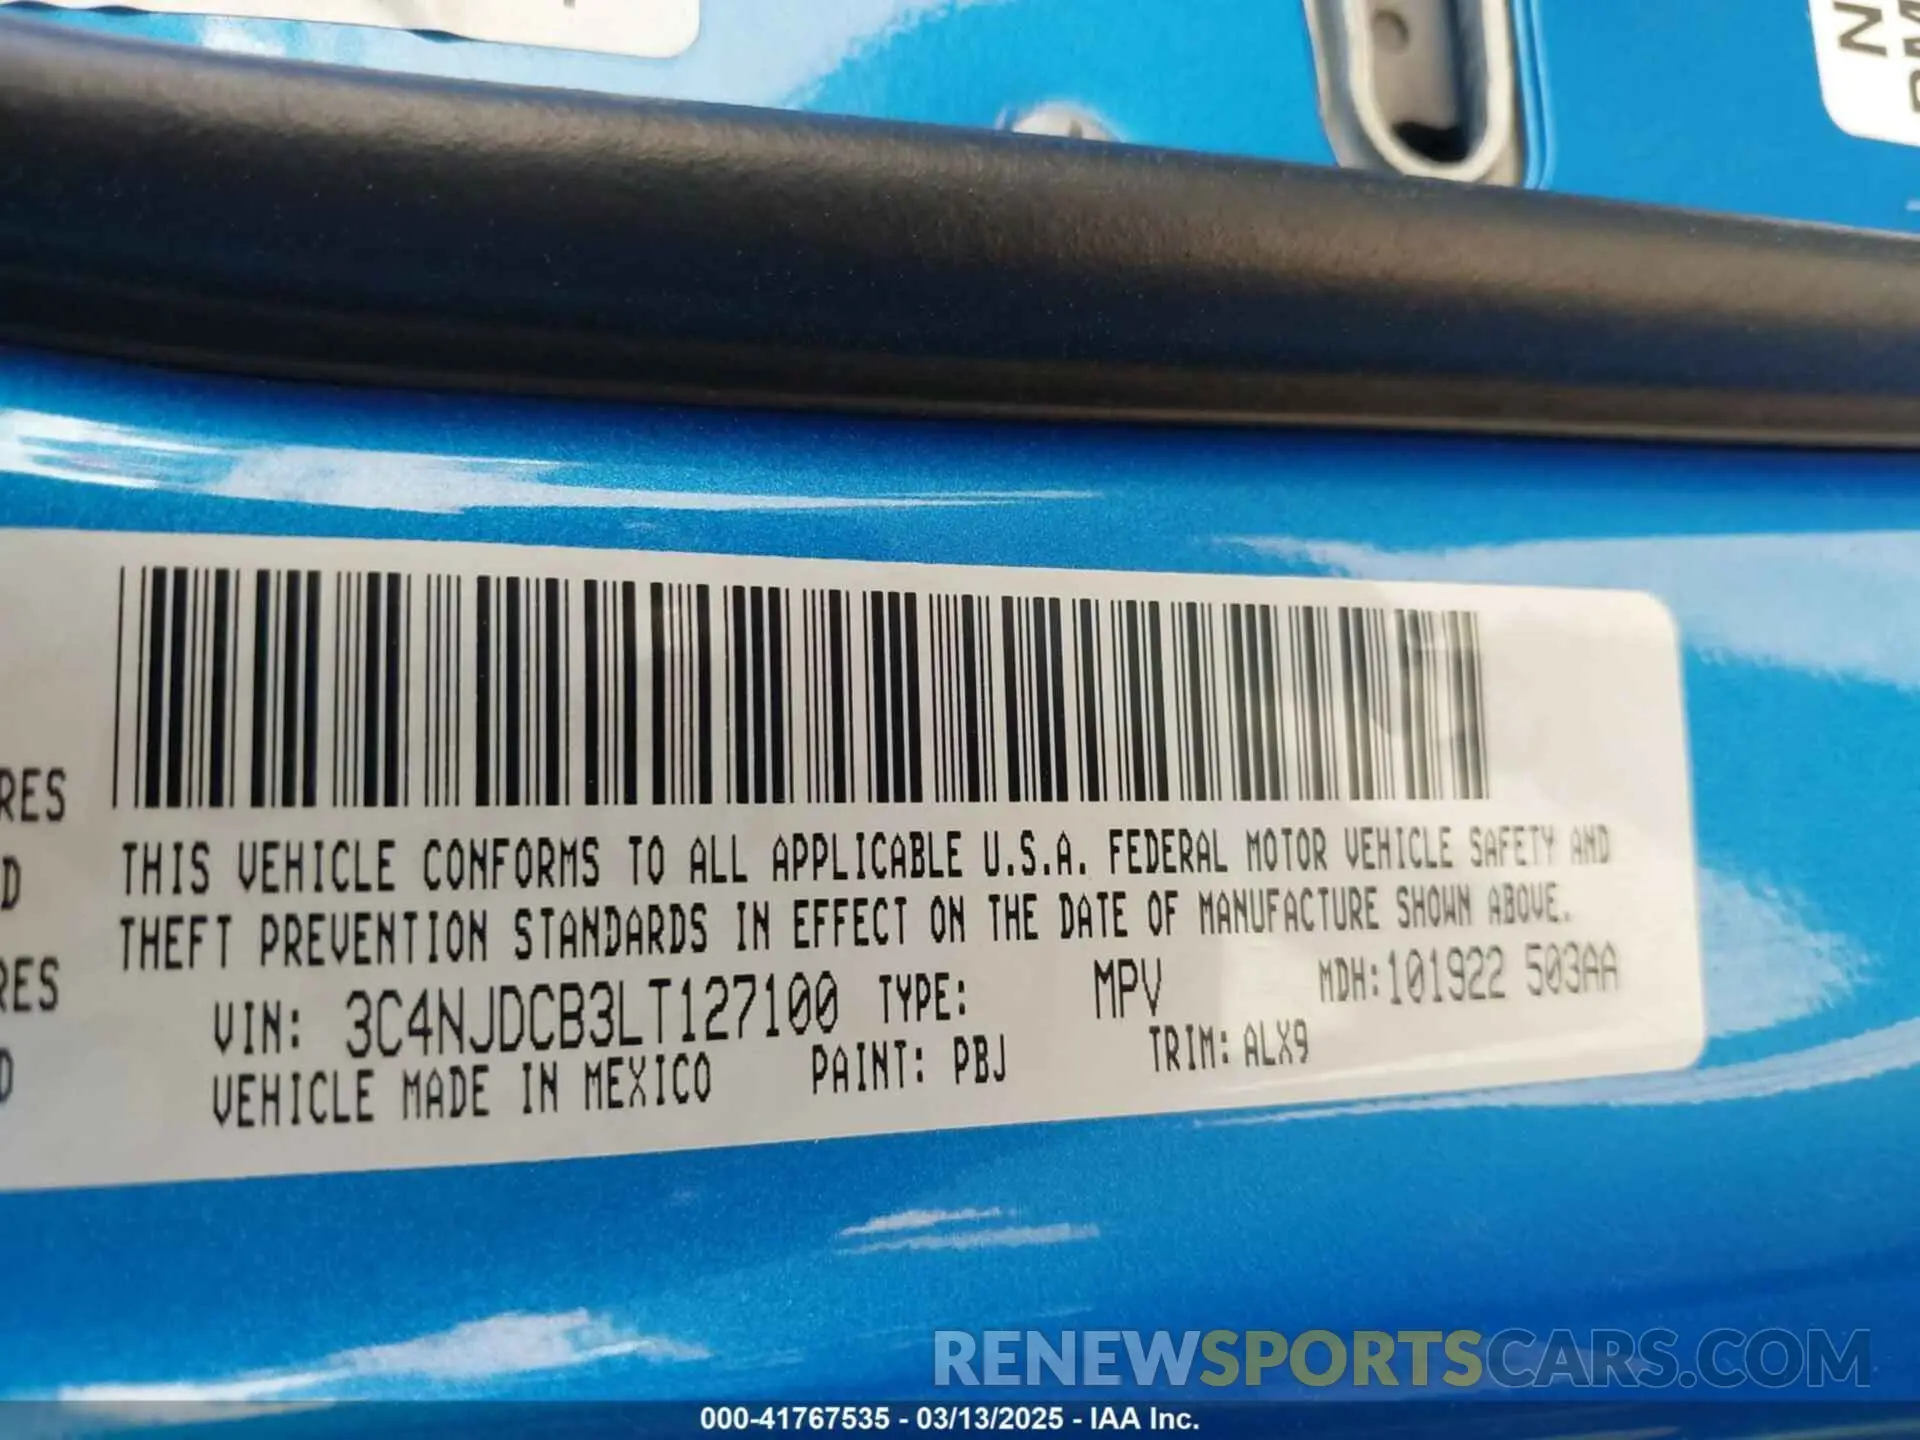 N
RES
D
RES
D
THIS VEHICLE CONFORMS TO ALL APPLICABLE U.S.A. FEDERAL MOTOR VEHICLE SAFETY AND
THEFT PREVENTION STANDARDS IN EFFECT ON THE DATE OF MANUFACTURE SHOWN ABOVE.
VIN: 3C4NJDCB3LT127100 TYPE: MPV MDH:101922 503AA
VEHICLE MADE IN MEXICO PAINT: PBJ TRIM: ALX9
RENEWSPORTSCARS.COM
000-41767535 - 03/13/2025 - IAA Inc.